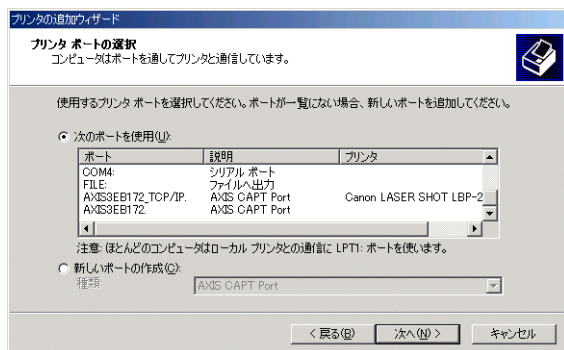 プリンタの追加ウィザード
プリンタ ポートの選択
コンピュータはポートを通してプリンタと通信しています。
使用するプリンタ ポートを選択してください。ポートが一覧にない場合、新しいポートを追加してください。
次のポートを使用(U):
ポート 説明 プリンタ
COM4: シリアル ポート
FILE: ファイルへ出力
AXIS3EB172_TCP/IP. AXIS CAPT Port Canon LASER SHOT LBP-2
AXIS3EB172. AXIS CAPT Port
注意: ほとんどのコンピュータはローカル プリンタとの通信に LPT1: ポートを使います。
新しいポートの作成(C):
種類: AXIS CAPT Port
< 戻る(B) 次へ(N) > キャンセル